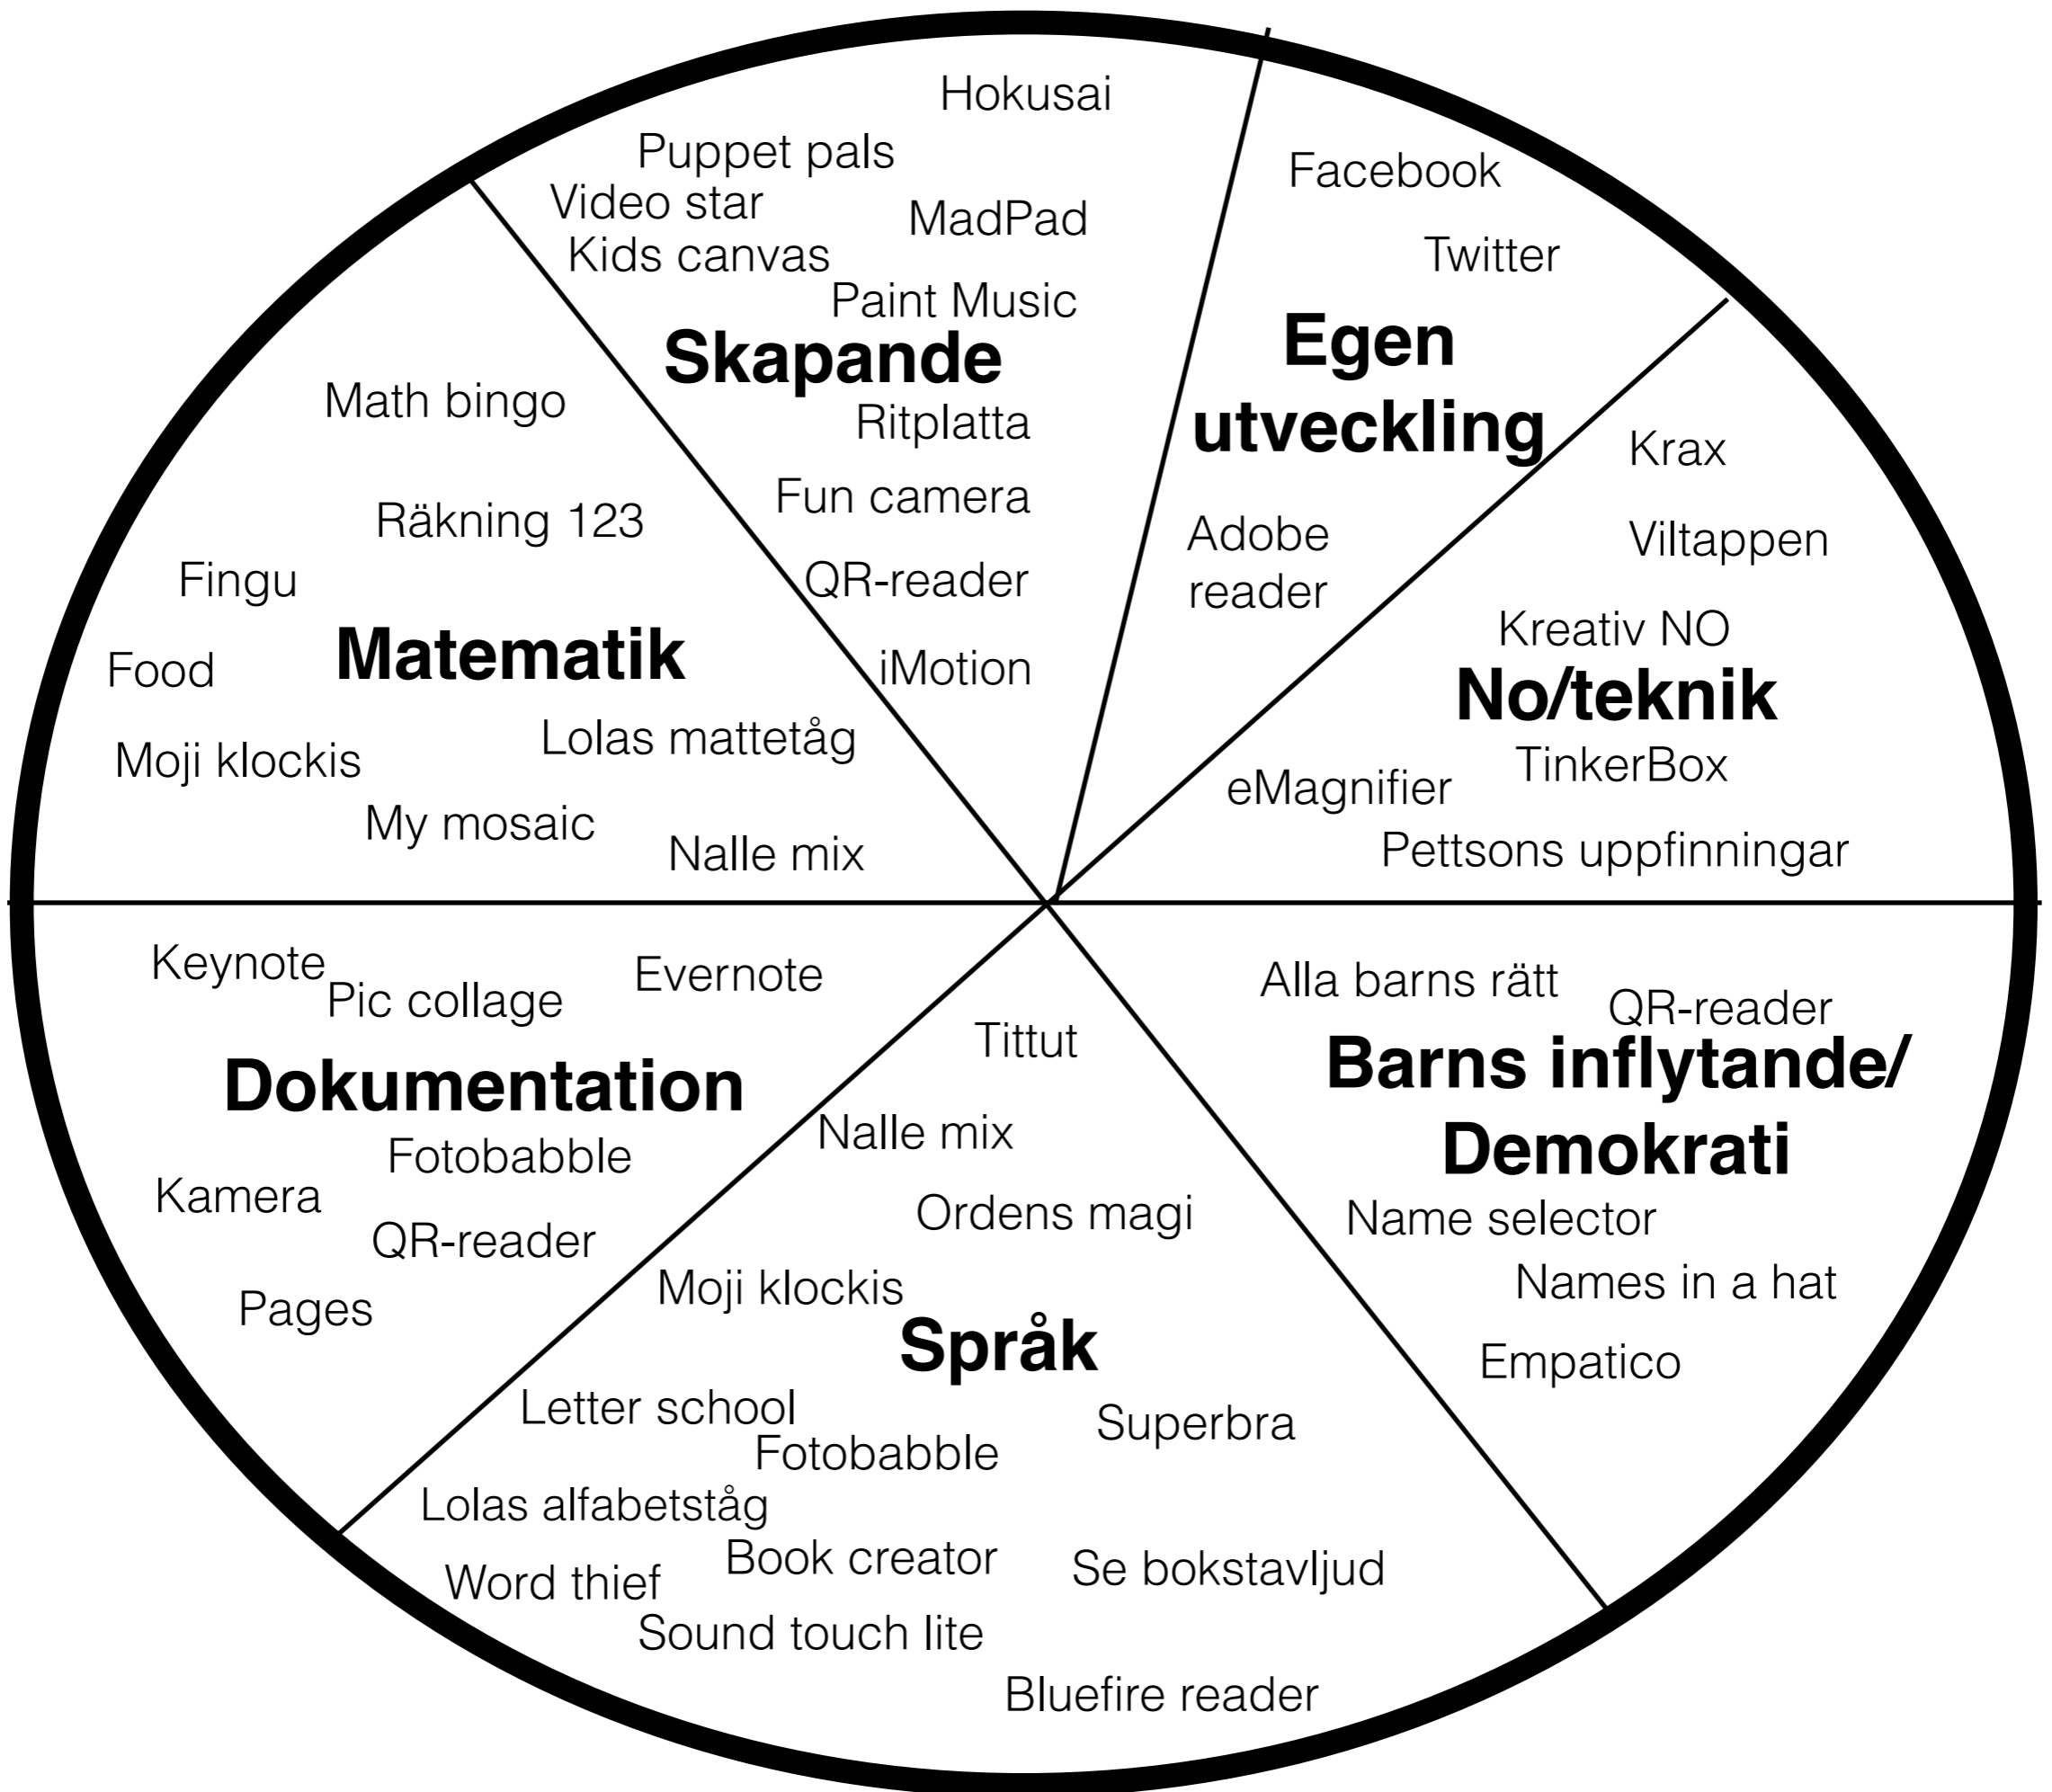 Hokusai
Puppet pals
Video star
MadPad
Kids canvas
Paint Music
Skapande
Ritplatta
Fun camera
QR-reader
iMotion
Facebook
Twitter
Egen
utveckling
Adobe
reader
Krax
Viltappen
Kreativ NO
No/teknik
TinkerBox
eMagnifier
Pettsons uppfinningar
Math bingo
Räkning 123
Fingu
Matematik
Food
Lolas mattetåg
Moji klockis
My mosaic
Nalle mix
Keynote
Evernote
Pic collage
Dokumentation
Fotobabble
Kamera
QR-reader
Pages
Tittut
Nalle mix
Ordens magi
Moji klockis
Språk
Letter school
Superbra
Fotobabble
Lolas alfabetståg
Book creator
Se bokstavljud
Word thief
Sound touch lite
Bluefire reader
Alla barns rätt
QR-reader
Barns inflytande/
Demokrati
Name selector
Names in a hat
Empatico